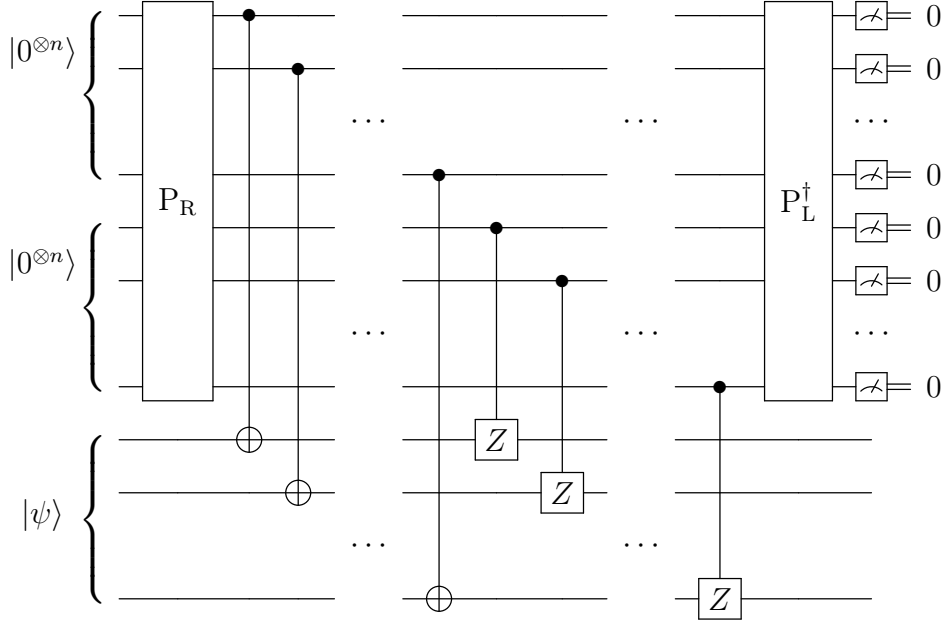 |0^{⊗n}⟩
P_R
· · ·
· · ·
P_L^†
0
0
· · ·
0
|0^{⊗n}⟩
· · ·
· · ·
0
0
· · ·
0
Z
Z
|ψ⟩
· · ·
· · ·
Z